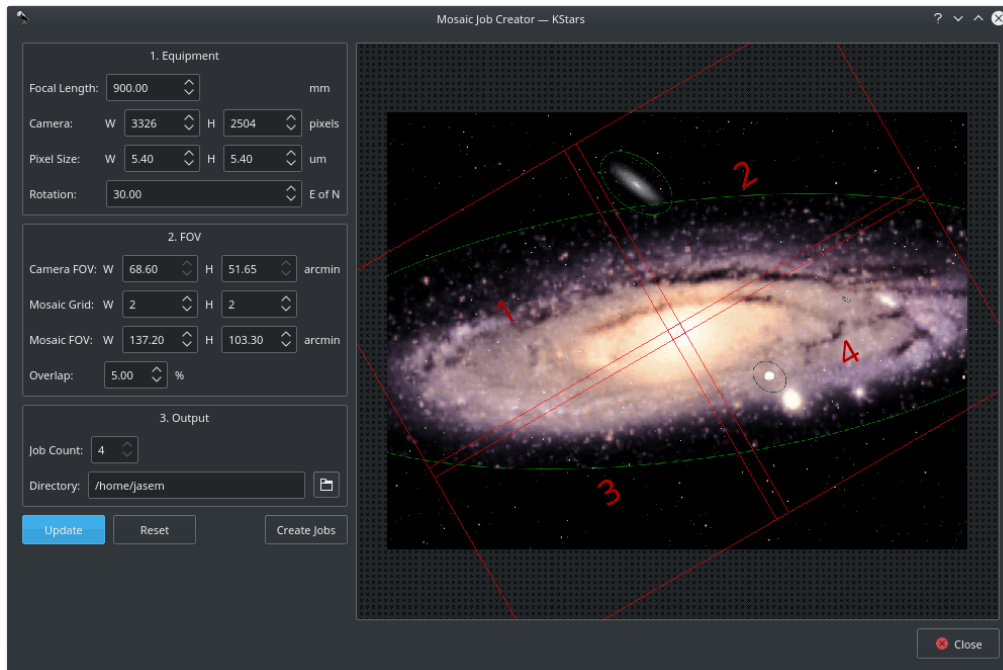 Mosaic Job Creator — KStars
1. Equipment
Focal Length: 900.00 mm
Camera: W 3326 H 2504 pixels
Pixel Size: W 5.40 H 5.40 um
Rotation: 30.00 E of N
2. FOV
Camera FOV: W 68.60 H 51.65 arcmin
Mosaic Grid: W 2 H 2
Mosaic FOV: W 137.20 H 103.30 arcmin
Overlap: 5.00 %
3. Output
Job Count: 4
Directory: /home/jasem
Update Reset Create Jobs
2
1
4
3
Close